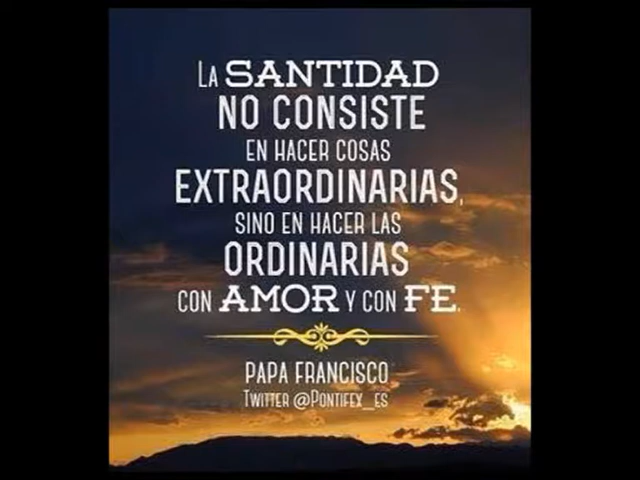 LA SANTIDAD
NO CONSISTE
EN HACER COSAS
EXTRAORDINARIAS,
SINO EN HACER LAS
ORDINARIAS
CON AMOR Y CON FE.
PAPA FRANCISCO
TWITTER @PONTIFEX_ES